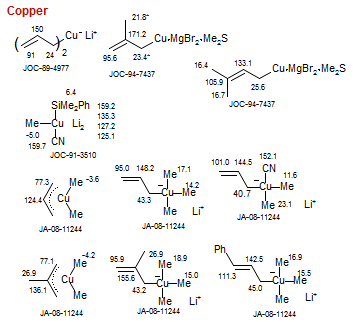 Copper
150
( )2 Cu⁻ Li⁺
91 24
JOC-89-4977
21.8*
171.2 Cu·MgBr2·Me2S
95.6 23.4*
JOC-94-7437
16.4 133.1 Cu·MgBr2·Me2S
105.9
16.7 25.6
JOC-94-7437
6.4
SiMe2Ph 159.2
Me Cu Li2 135.3
-5.0 127.2
CN 125.1
159.7
JOC-91-3510
77.3 Me -3.6
124.4 Cu
Me
JA-08-11244
95.0 148.2 Me 17.1
− 14.2
Cu Me
43.3
Me Li⁺
JA-08-11244
152.1
101.0 144.5 CN
− 11.6
Cu Me
40.7
Me 23.1 Li⁺
JA-08-11244
77.1 Me -4.2
26.9 Cu
136.1 Me
JA-08-11244
26.9
95.9 Me 18.9
− 15.0
155.6 Cu Me
43.2
Me Li⁺
JA-08-11244
Ph 142.5 Me 16.9
− 15.5
111.3 Cu Me
45.0
Me Li⁺
JA-08-11244